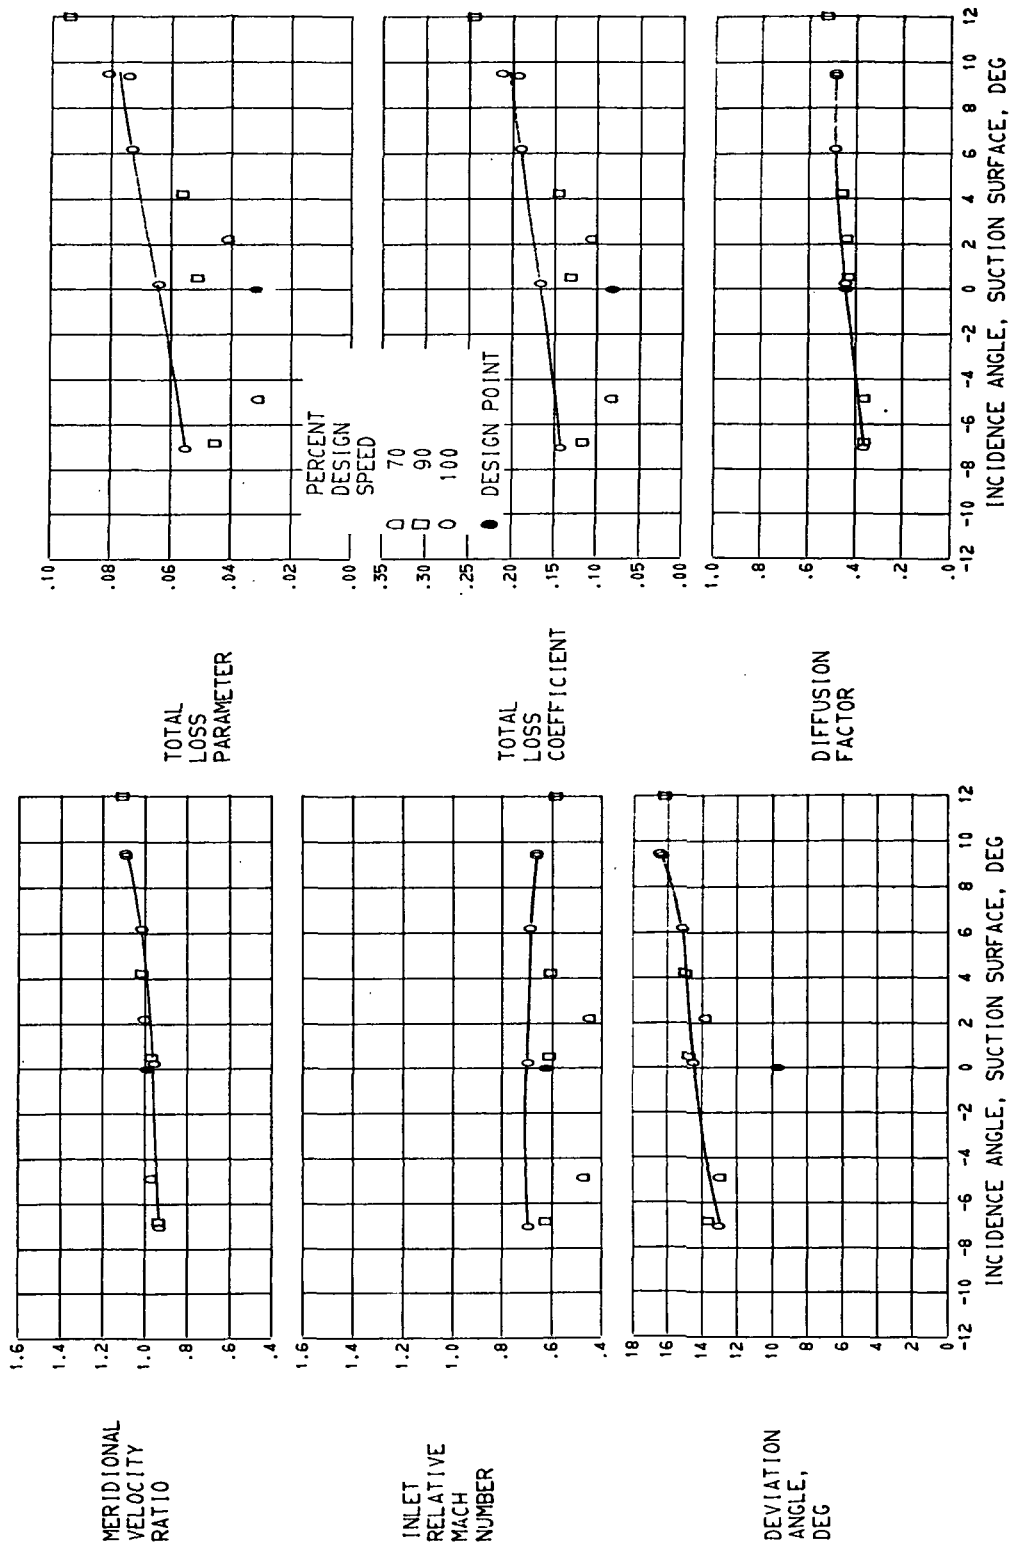 MERIDIONAL
VELOCITY
RATIO
1.6
1.4
1.2
1.0
.8
.6
.4
INLET
RELATIVE
MACH
NUMBER
1.6
1.4
1.2
1.0
.8
.6
.4
DEVIATION
ANGLE,
DEG
18
16
14
12
10
8
6
4
2
0
-12 -10 -8 -6 -4 -2 0 2 4 6 8 10 12
INCIDENCE ANGLE, SUCTION SURFACE, DEG
TOTAL
LOSS
PARAMETER
.10
.08
.06
.04
.02
.00
PERCENT
DESIGN
SPEED
70
90
100
DESIGN POINT
TOTAL
LOSS
COEFFICIENT
.35
.30
.25
.20
.15
.10
.05
.00
DIFFUSION
FACTOR
1.0
.8
.6
.4
.2
.0
-12 -10 -8 -6 -4 -2 0 2 4 6 8 10 12
INCIDENCE ANGLE, SUCTION SURFACE, DEG